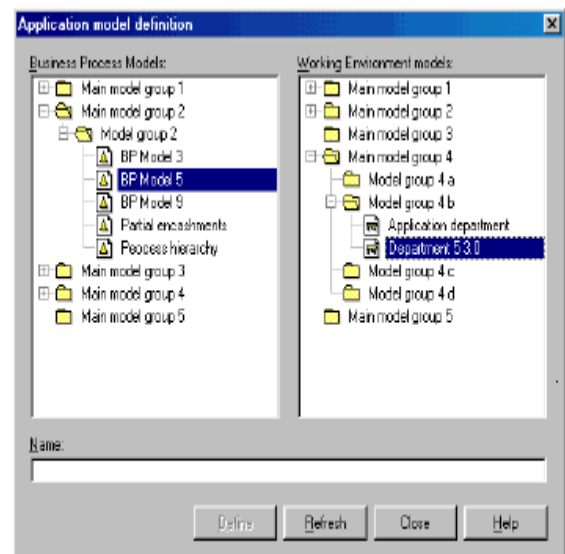 Application model definition
Business Process Models:
Main model group 1
Main model group 2
Model group 2
BP Model 3
BP Model 5
BP Model 9
Partial encashments
Peocess hierarchy
Main model group 3
Main model group 4
Main model group 5
Working Environment models:
Main model group 1
Main model group 2
Main model group 3
Main model group 4
Model group 4 a
Model group 4 b
Application department
Department 5.3.0
Model group 4 c
Model group 4 d
Main model group 5
Name:
Define
Refresh
Close
Help